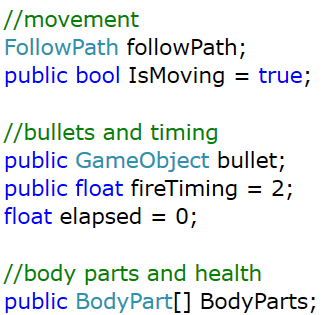 //movement
FollowPath followPath;
public bool IsMoving = true;
//bullets and timing
public GameObject bullet;
public float fireTiming = 2;
float elapsed = 0;
//body parts and health
public BodyPart[] BodyParts;